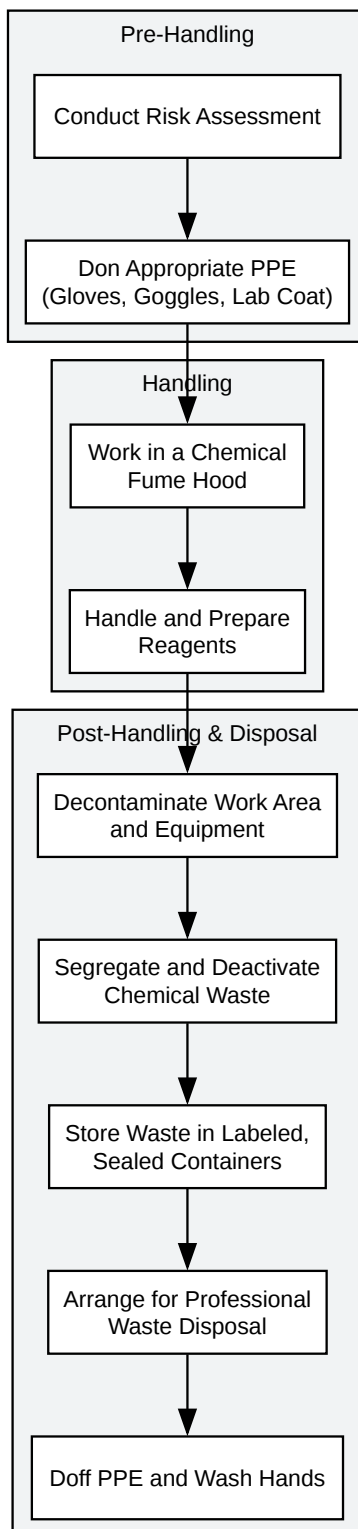 Pre-Handling
Conduct Risk Assessment
Don Appropriate PPE
(Gloves, Goggles, Lab Coat)
Handling
Work in a Chemical
Fume Hood
Handle and Prepare
Reagents
Post-Handling & Disposal
Decontaminate Work Area
and Equipment
Segregate and Deactivate
Chemical Waste
Store Waste in Labeled,
Sealed Containers
Arrange for Professional
Waste Disposal
Doff PPE and Wash Hands